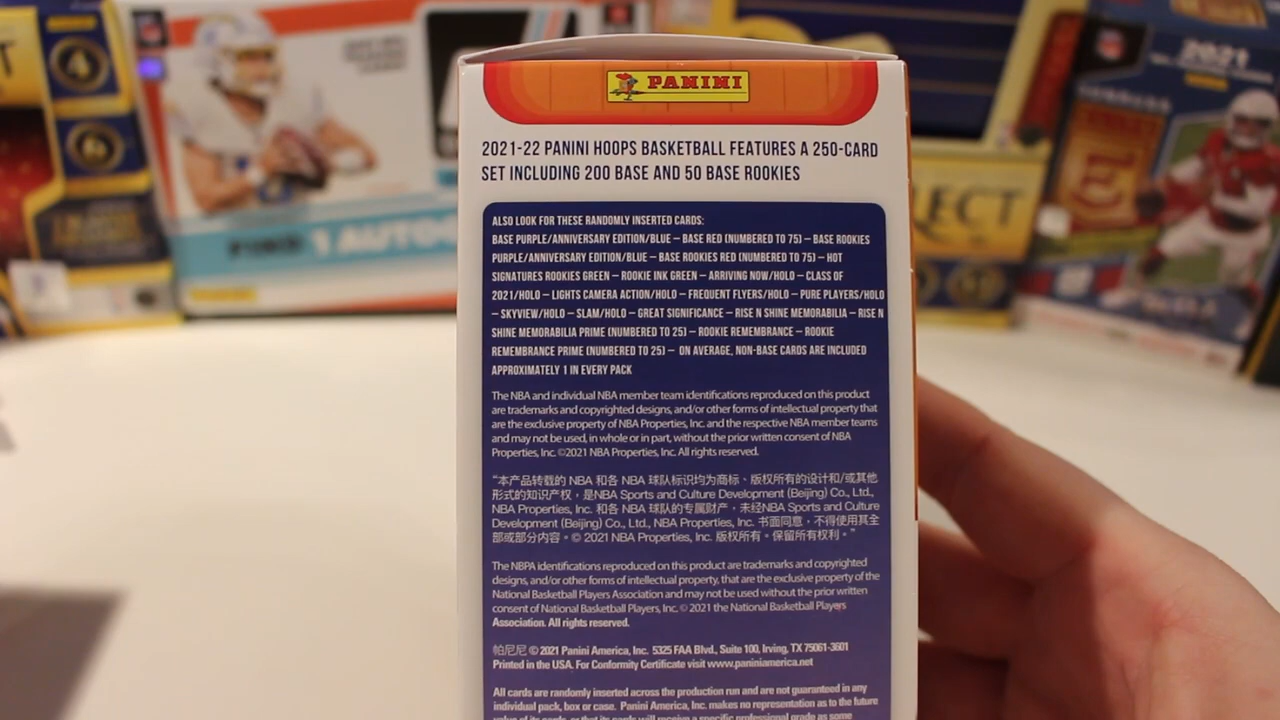 PANINI
2021-22 PANINI HOOPS BASKETBALL FEATURES A 250-CARD
SET INCLUDING 200 BASE AND 50 BASE ROOKIES
ALSO LOOK FOR THESE RANDOMLY INSERTED CARDS:
BASE PURPLE/ANNIVERSARY EDITION/BLUE – BASE RED (NUMBERED TO 75) – BASE ROOKIES
PURPLE/ANNIVERSARY EDITION/BLUE – BASE ROOKIES RED (NUMBERED TO 75) – HOT
SIGNATURES ROOKIES GREEN – ROOKIE INK GREEN – ARRIVING NOW/HOLO – CLASS OF
2021/HOLO – LIGHTS CAMERA ACTION/HOLO – FREQUENT FLYERS/HOLO – PURE PLAYERS/HOLO
– SKYVIEW/HOLO – SLAM/HOLO – GREAT SIGNIFICANCE – RISE N SHINE MEMORABILIA – RISE N
SHINE MEMORABILIA PRIME (NUMBERED TO 25) – ROOKIE REMEMBRANCE – ROOKIE
REMEMBRANCE PRIME (NUMBERED TO 25) – ON AVERAGE, NON-BASE CARDS ARE INCLUDED
APPROXIMATELY 1 IN EVERY PACK
The NBA and individual NBA member team identifications reproduced on this product
are trademarks and copyrighted designs, and/or other forms of intellectual property that
are the exclusive property of NBA Properties, Inc. and the respective NBA member teams
and may not be used, in whole or in part, without the prior written consent of NBA
Properties, Inc. ©2021 NBA Properties, Inc. All rights reserved.
“本产品转载的 NBA 和各 NBA 球队标识均为商标、版权所有的设计和/或其他
形式的知识产权，是NBA Sports and Culture Development (Beijing) Co., Ltd.,
NBA Properties, Inc. 和各 NBA 球队的专属财产，未经NBA Sports and Culture
Development (Beijing) Co., Ltd., NBA Properties, Inc. 书面同意，不得使用其全
部或部分内容。© 2021 NBA Properties, Inc. 版权所有。保留所有权利。”
The NBPA identifications reproduced on this product are trademarks and copyrighted
designs, and/or other forms of intellectual property, that are the exclusive property of the
National Basketball Players Association and may not be used without the prior written
consent of National Basketball Players, Inc. © 2021 the National Basketball Players
Association. All rights reserved.
帕尼尼 © 2021 Panini America, Inc. 5325 FAA Blvd., Suite 100, Irving, TX 75061-3601
Printed in the USA. For Conformity Certificate visit www.paniniamerica.net
All cards are randomly inserted across the production run and are not guaranteed in any
individual pack, box or case. Panini America, Inc. makes no representation as to the future
value of its cards, or that its cards will receive a specific professional grade as some
2021
1 AUTOG
LECT
4